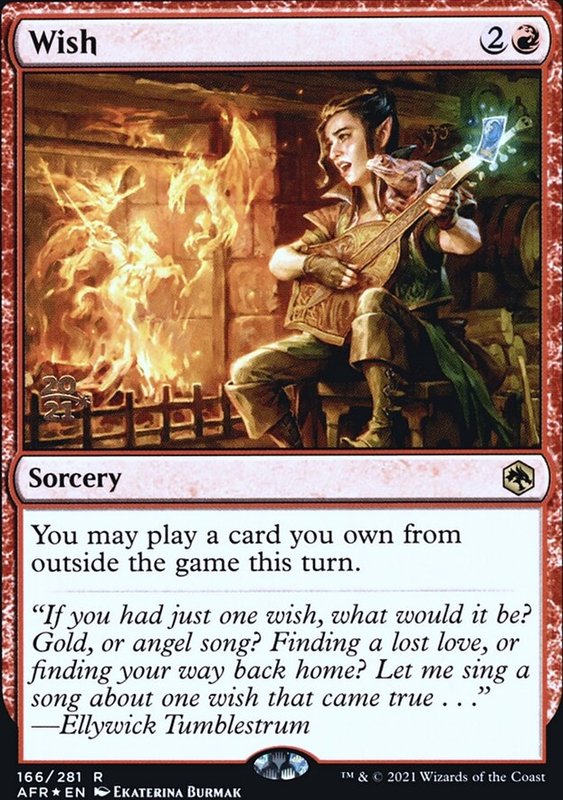 Wish
2
20
21
Sorcery
You may play a card you own from
outside the game this turn.
“If you had just one wish, what would it be?
Gold, or angel song? Finding a lost love, or
finding your way back home? Let me sing a
song about one wish that came true . . .”
—Ellywick Tumblestrum
166/281 R
AFR★EN Ekaterina Burmak
™ & © 2021 Wizards of the Coast